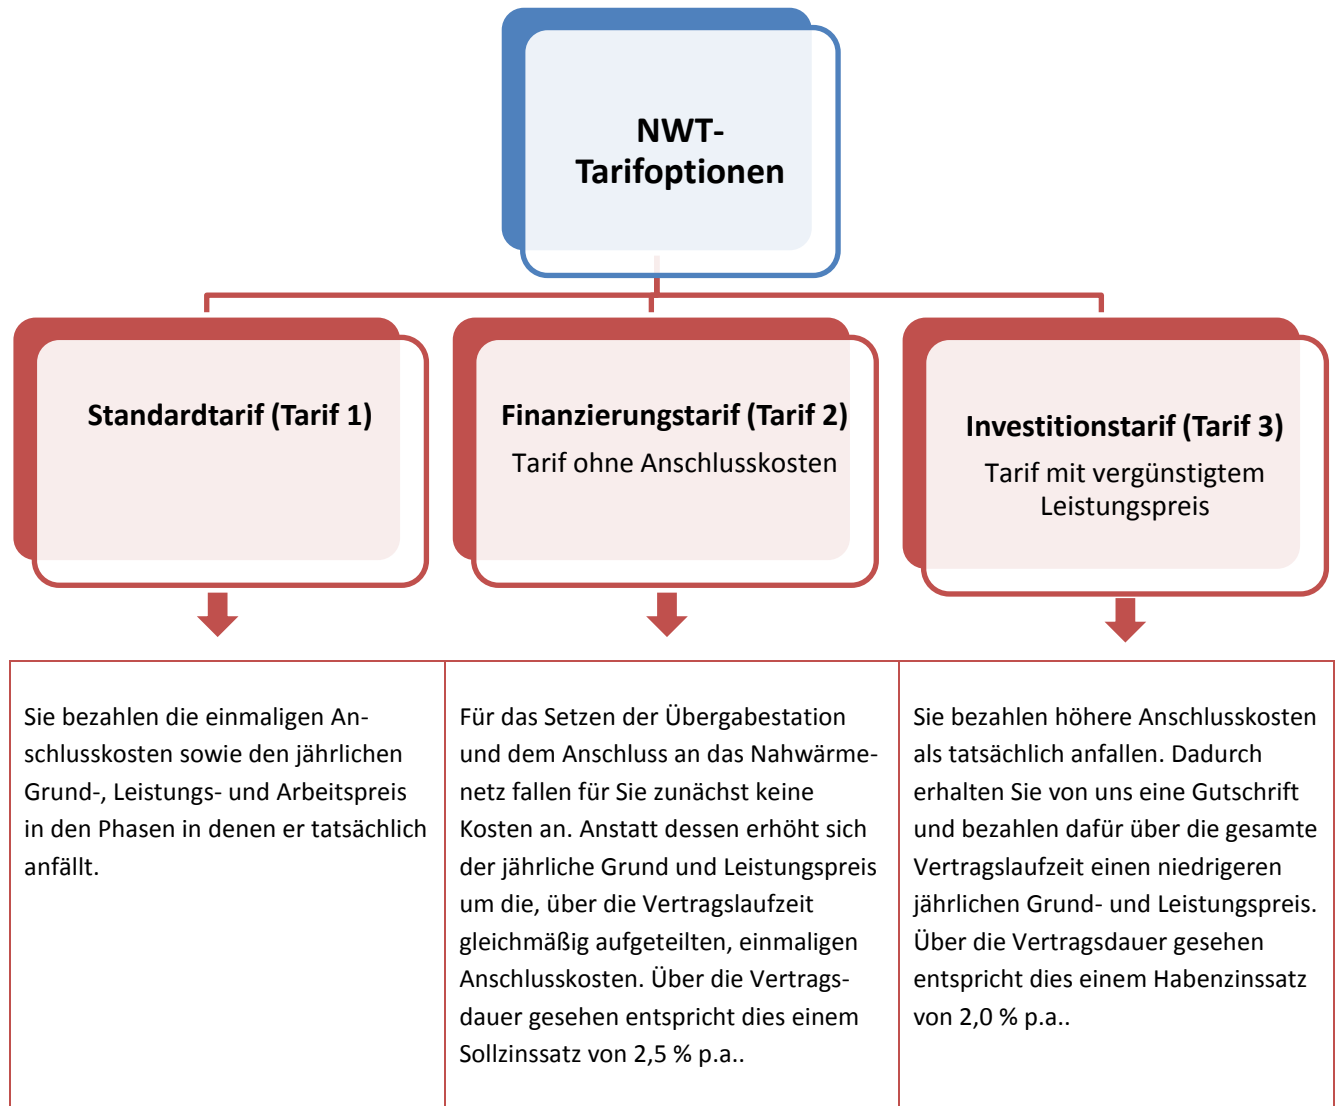 NWT-
Tarifoptionen
Standardtarif (Tarif 1)
Finanzierungstarif (Tarif 2)
Tarif ohne Anschlusskosten
Investitionstarif (Tarif 3)
Tarif mit vergünstigtem
Leistungspreis
Sie bezahlen die einmaligen An-
schlusskosten sowie den jährlichen
Grund-, Leistungs- und Arbeitspreis
in den Phasen in denen er tatsächlich
anfällt.
Für das Setzen der Übergabestation
und dem Anschluss an das Nahwärme-
netz fallen für Sie zunächst keine
Kosten an. Anstatt dessen erhöht sich
der jährliche Grund und Leistungspreis
um die, über die Vertragslaufzeit
gleichmäßig aufgeteilten, einmaligen
Anschlusskosten. Über die Vertrags-
dauer gesehen entspricht dies einem
Sollzinssatz von 2,5 % p.a..
Sie bezahlen höhere Anschlusskosten
als tatsächlich anfallen. Dadurch
erhalten Sie von uns eine Gutschrift
und bezahlen dafür über die gesamte
Vertragslaufzeit einen niedrigeren
jährlichen Grund- und Leistungspreis.
Über die Vertragsdauer gesehen
entspricht dies einem Habenzinssatz
von 2,0 % p.a..